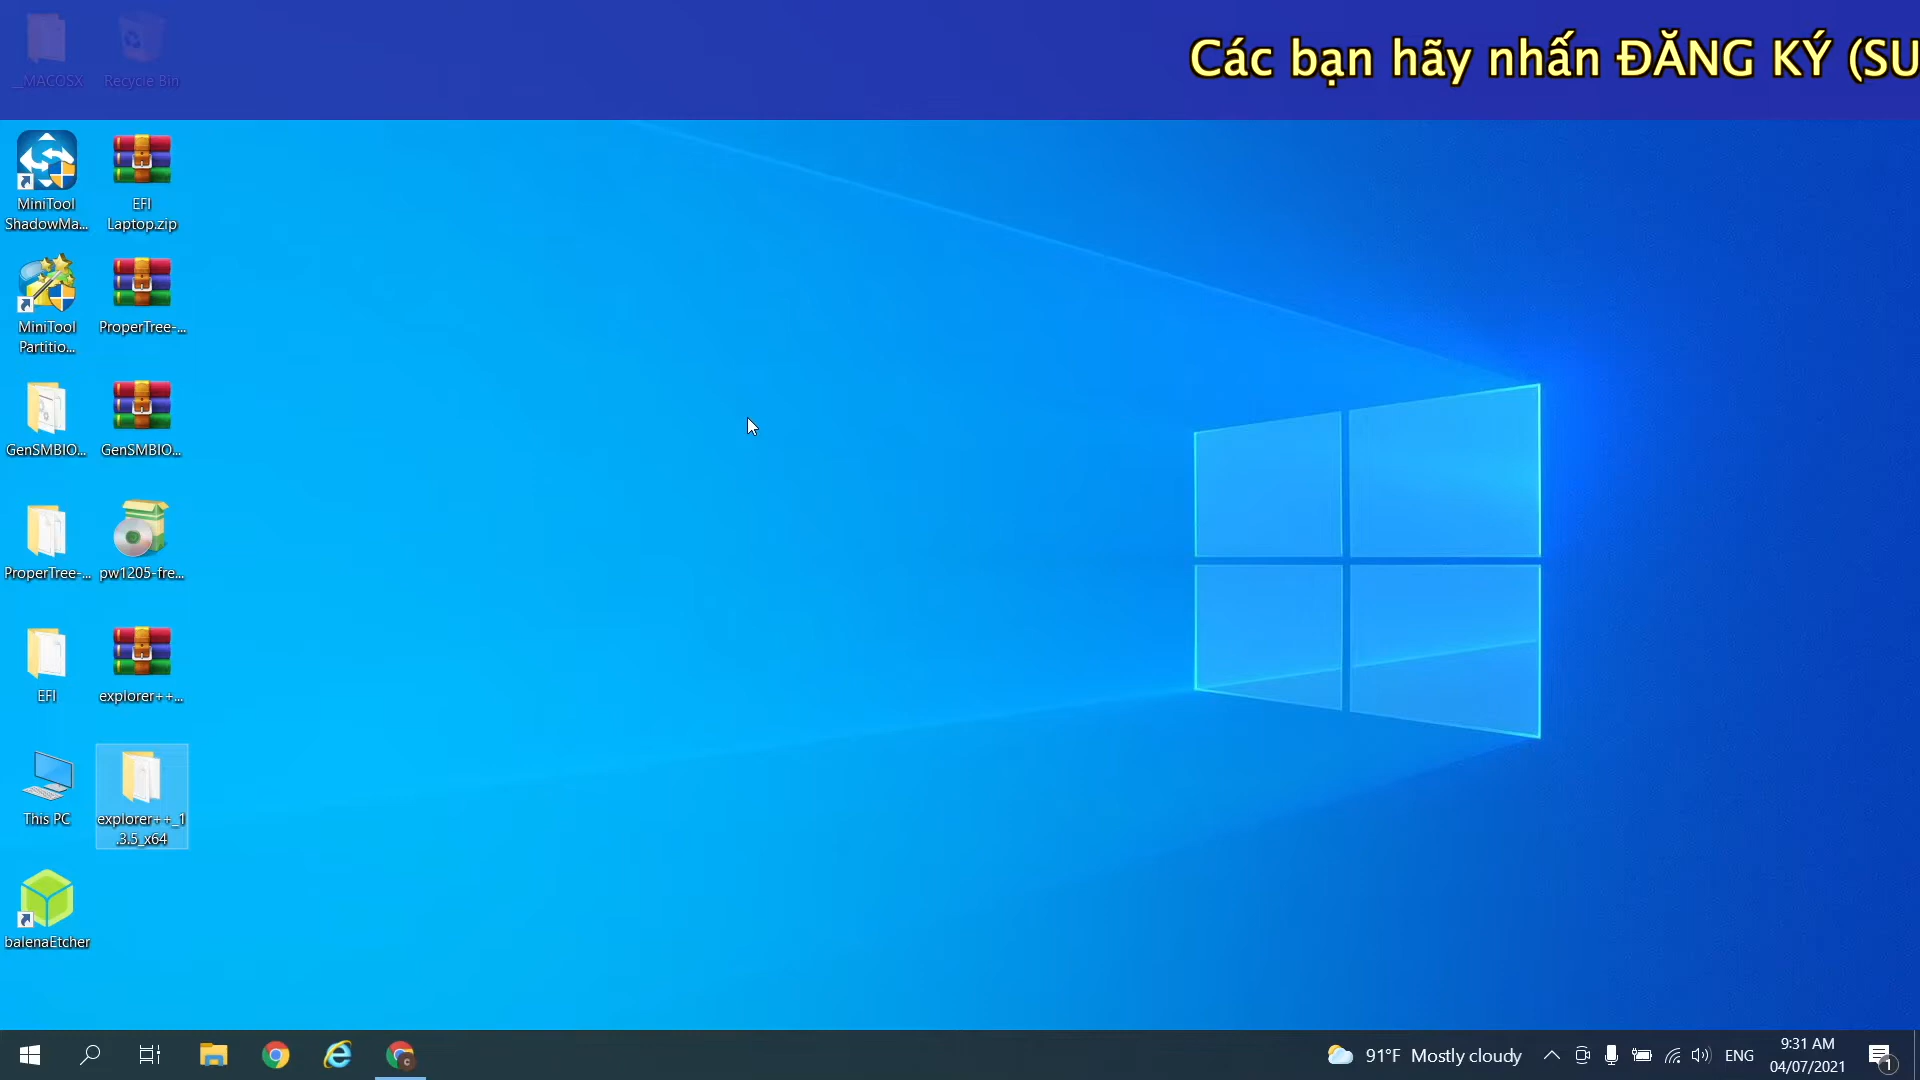 Các bạn hãy nhấn ĐĂNG KÝ (SU
__MACOSX
Recycle Bin
MiniTool
ShadowMa...
EFI
Laptop.zip
MiniTool
Partitio...
ProperTree-...
GenSMBIO...
GenSMBIO...
ProperTree-...
pw1205-fre...
EFI
explorer++...
This PC
explorer++_1
.3.5_x64
balenaEtcher
91°F Mostly cloudy
ENG
9:31 AM
04/07/2021
1